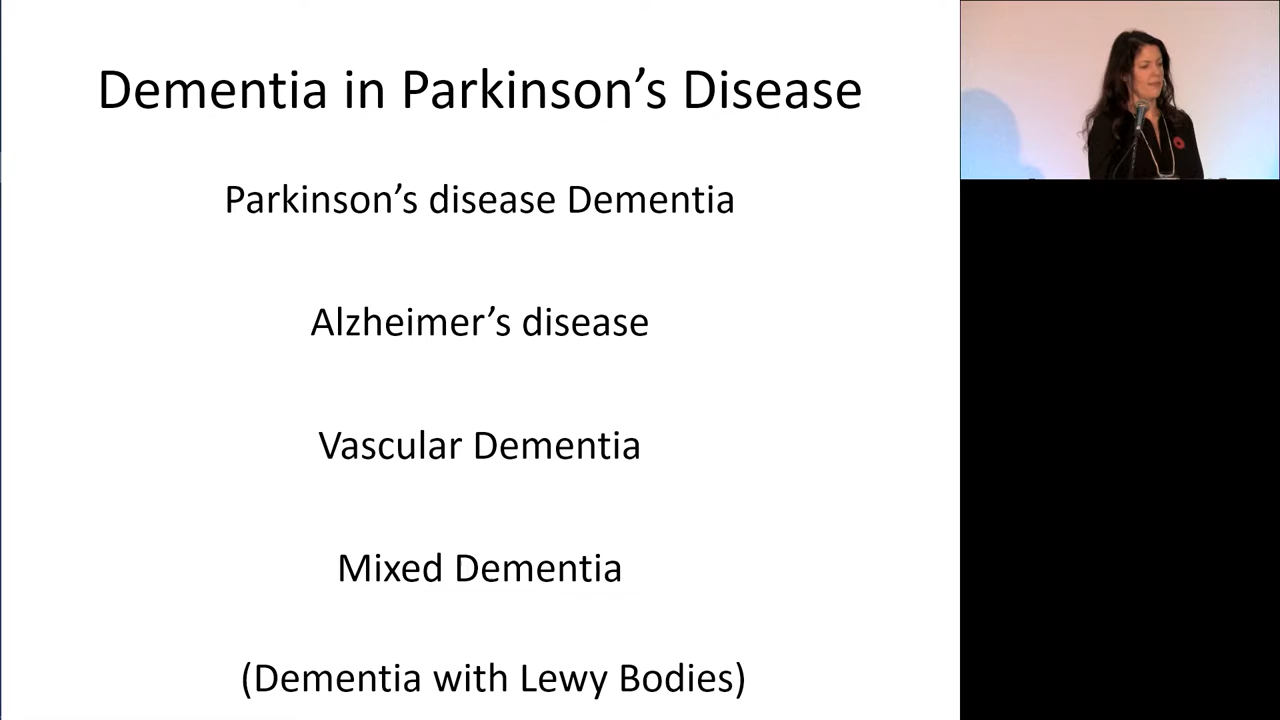 Dementia in Parkinson’s Disease
Parkinson’s disease Dementia
Alzheimer’s disease
Vascular Dementia
Mixed Dementia
(Dementia with Lewy Bodies)